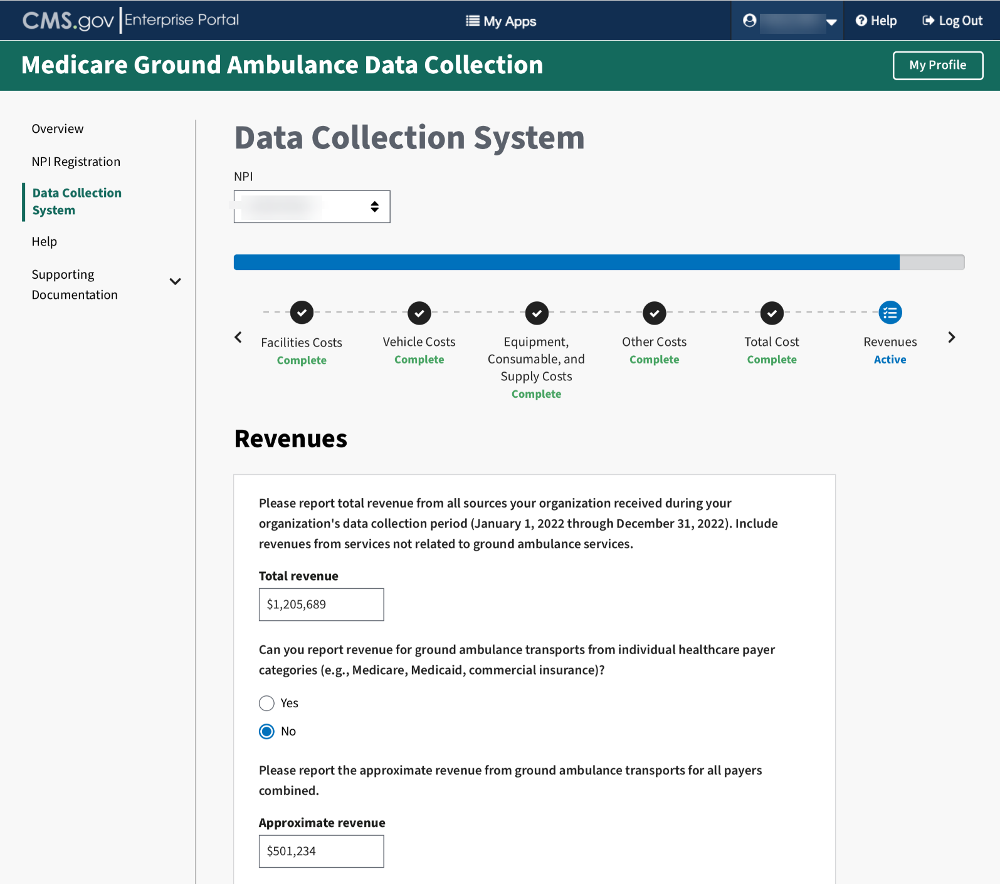 CMS.gov Enterprise Portal
My Apps
Help
Log Out
Medicare Ground Ambulance Data Collection
My Profile
Overview
NPI Registration
Data Collection
System
Help
Supporting
Documentation
Data Collection System
NPI
Facilities Costs
Complete
Vehicle Costs
Complete
Equipment,
Consumable, and
Supply Costs
Complete
Other Costs
Complete
Total Cost
Complete
Revenues
Active
Revenues
Please report total revenue from all sources your organization received during your
organization's data collection period (January 1, 2022 through December 31, 2022). Include
revenues from services not related to ground ambulance services.
Total revenue
$1,205,689
Can you report revenue for ground ambulance transports from individual healthcare payer
categories (e.g., Medicare, Medicaid, commercial insurance)?
Yes
No
Please report the approximate revenue from ground ambulance transports for all payers
combined.
Approximate revenue
$501,234